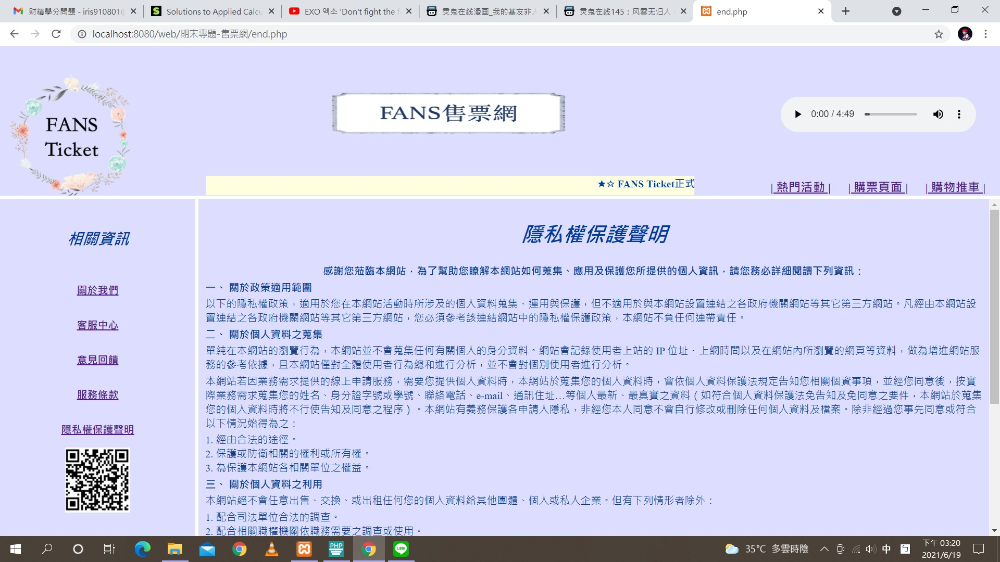 財精學分問題 - iris910801@
Solutions to Applied Calcu
EXO 엑소 'Don't fight the f
灵鬼在线漫画_我的基友非人
灵鬼在线145：风雪无归人
end.php
localhost:8080/web/期末專題-售票網/end.php
FANS
Ticket
FANS售票網
0:00 / 4:49
★☆ FANS Ticket正式
| 熱門活動 |
| 購票頁面 |
| 購物推車 |
相關資訊
關於我們
客服中心
意見回饋
服務條款
隱私權保護聲明
隱私權保護聲明
感謝您蒞臨本網站，為了幫助您瞭解本網站如何蒐集、應用及保護您所提供的個人資訊，請您務必詳細閱讀下列資訊：
一、 關於政策適用範圍
以下的隱私權政策，適用於您在本網站活動時所涉及的個人資料蒐集、運用與保護，但不適用於與本網站設置連結之各政府機關網站等其它第三方網站。凡經由本網站設
置連結之各政府機關網站等其它第三方網站，您必須參考該連結網站中的隱私權保護政策，本網站不負任何連帶責任。
二、 關於個人資料之蒐集
單純在本網站的瀏覽行為，本網站並不會蒐集任何有關個人的身分資料。網站會記錄使用者上站的 IP 位址、上網時間以及在網站內所瀏覽的網頁等資料，做為增進網站服
務的參考依據，且本網站僅對全體使用者行為總和進行分析，並不會對個別使用者進行分析。
本網站若因業務需求提供的線上申請服務，需要您提供個人資料時，本網站於蒐集您的個人資料時，會依個人資料保護法規定告知您相關個資事項，並經您同意後，按實
際業務需求蒐集您的姓名、身分證字號或學號、聯絡電話、e-mail、通訊住址…等個人最新、最真實之資料（如符合個人資料保護法免告知及免同意之要件，本網站於蒐集
您的個人資料時將不行使告知及同意之程序）。本網站有義務保護各申請人隱私，非經您本人同意不會自行修改或刪除任何個人資料及檔案。除非經過您事先同意或符合
以下情況始得為之：
1. 經由合法的途徑。
2. 保護或防衛相關的權利或所有權。
3. 為保護本網站各相關單位之權益。
三、 關於個人資料之利用
本網站絕不會任意出售、交換、或出租任何您的個人資料給其他團體、個人或私人企業。但有下列情形者除外：
1. 配合司法單位合法的調查。
2. 配合相關職權機關依職務需要之調查或使用。
PHP
LINE
35°C 多雲時陰
中
下午 03:20
2021/6/19